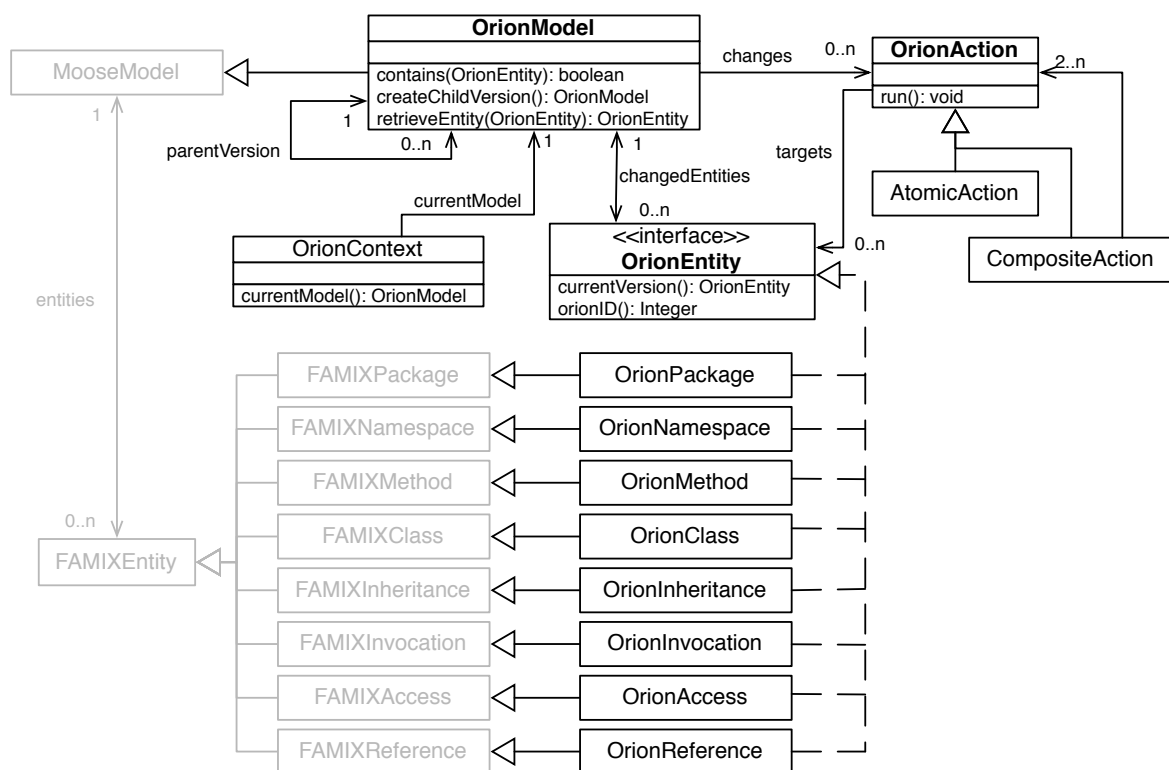 OrionModel
contains(OrionEntity): boolean
createChildVersion(): OrionModel
retrieveEntity(OrionEntity): OrionEntity
MooseModel
changes
0..n
OrionAction
run(): void
2..n
1
1
parentVersion
0..n
1
1
changedEntities
0..n
targets
0..n
AtomicAction
CompositeAction
currentModel
OrionContext
currentModel(): OrionModel
<<interface>>
OrionEntity
currentVersion(): OrionEntity
orionID(): Integer
entities
0..n
FAMIXEntity
FAMIXPackage
OrionPackage
FAMIXNamespace
OrionNamespace
FAMIXMethod
OrionMethod
FAMIXClass
OrionClass
FAMIXInheritance
OrionInheritance
FAMIXInvocation
OrionInvocation
FAMIXAccess
OrionAccess
FAMIXReference
OrionReference